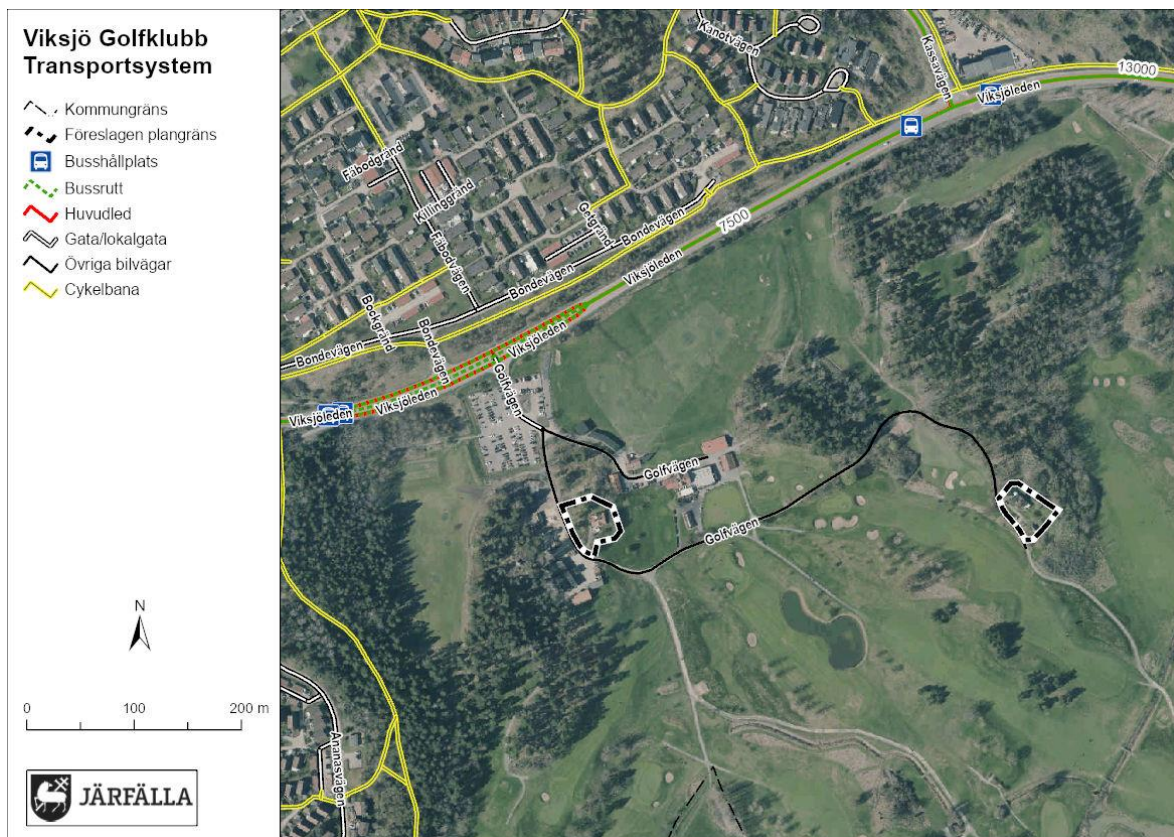 Viksjö Golfklubb
Transportsystem
Kommungräns
Föreslagen plangräns
Busshållplats
Bussrutt
Huvudled
Gata/lokalgata
Övriga bilvägar
Cykelbana
N
0 100 200 m
JÄRFÄLLA
Kanotvägen
Kassavägen
13000
Viksjöleden
Fäbodgränd
Killinggränd
Getgränd
Fäbodvägen
Bondevägen
7500
Viksjöleden
Bondevägen
Bockgränd
Bondevägen
Bondevägen
Viksjöleden
Golfvägen
Viksjöleden
Viksjöleden
Golfvägen
Golfvägen
Ananasvägen